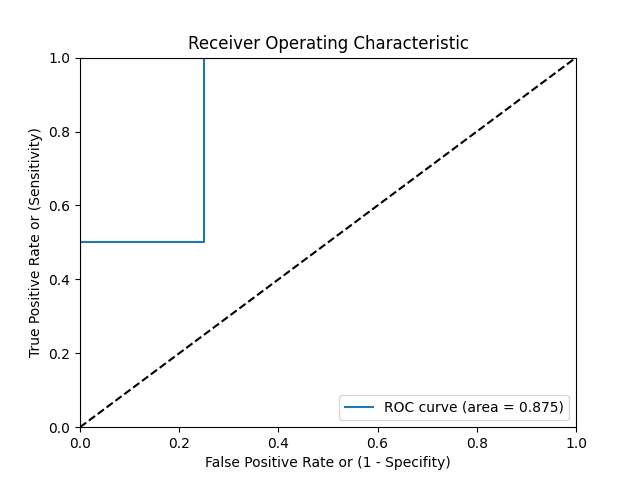 Receiver Operating Characteristic
1.0
0.8
0.6
0.4
0.2
0.0
True Positive Rate or (Sensitivity)
ROC curve (area = 0.875)
0.0 0.2 0.4 0.6 0.8 1.0
False Positive Rate or (1 - Specifity)